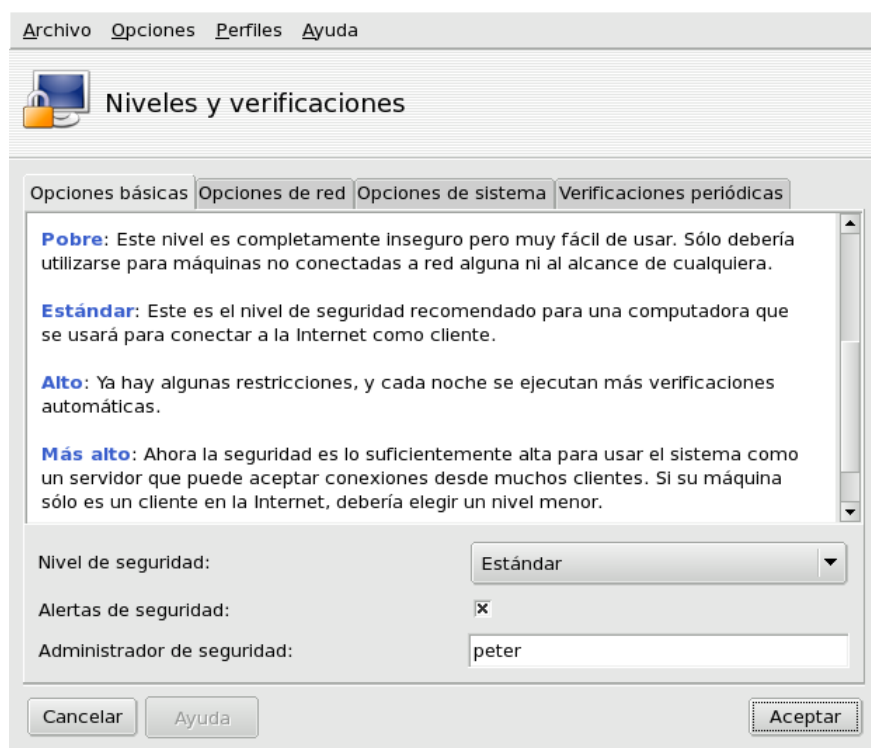 Archivo Opciones Perfiles Ayuda
Niveles y verificaciones
Opciones básicas Opciones de red Opciones de sistema Verificaciones periódicas
Pobre: Este nivel es completamente inseguro pero muy fácil de usar. Sólo debería
utilizarse para máquinas no conectadas a red alguna ni al alcance de cualquiera.
Estándar: Este es el nivel de seguridad recomendado para una computadora que
se usará para conectar a la Internet como cliente.
Alto: Ya hay algunas restricciones, y cada noche se ejecutan más verificaciones
automáticas.
Más alto: Ahora la seguridad es lo suficientemente alta para usar el sistema como
un servidor que puede aceptar conexiones desde muchos clientes. Si su máquina
sólo es un cliente en la Internet, debería elegir un nivel menor.
Nivel de seguridad: Estándar
Alertas de seguridad:
Administrador de seguridad: peter
Cancelar Ayuda Aceptar